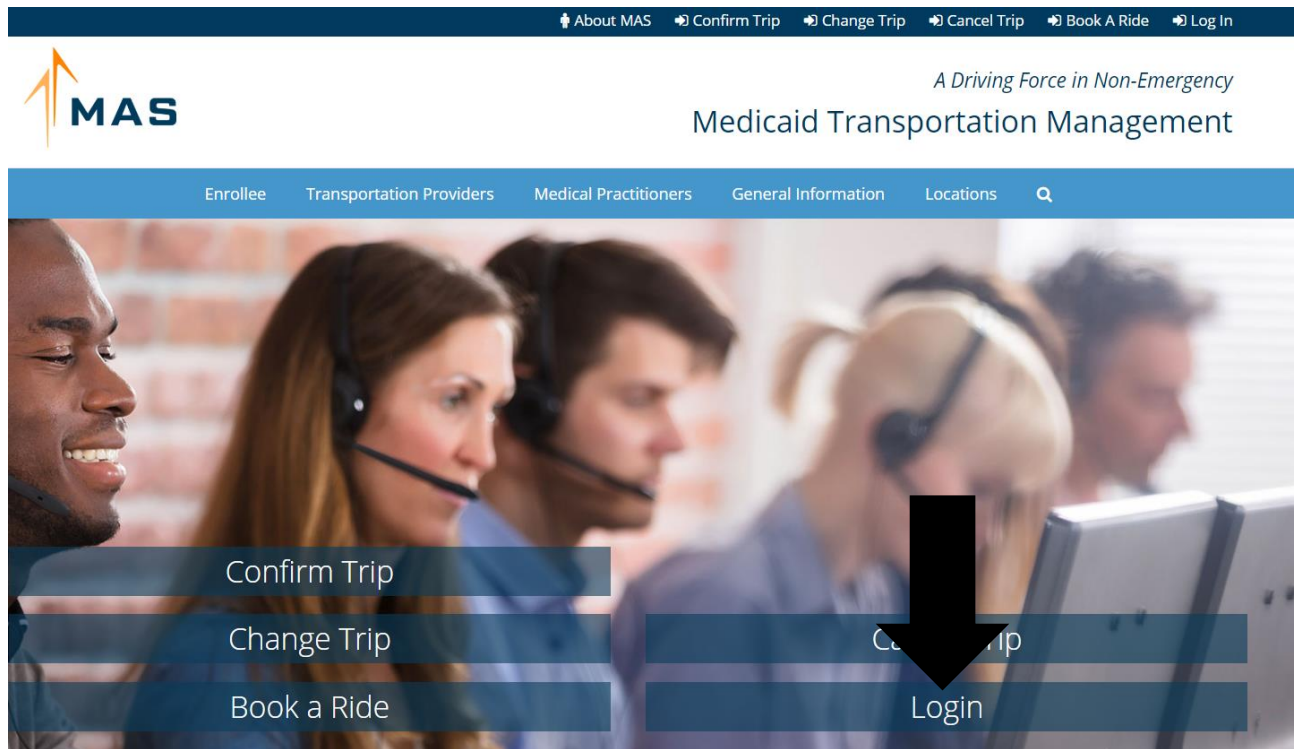 About MAS Confirm Trip Change Trip Cancel Trip Book A Ride Log In
MAS
A Driving Force in Non-Emergency
Medicaid Transportation Management
Enrollee Transportation Providers Medical Practitioners General Information Locations
Confirm Trip
Change Trip
Book a Ride
Login